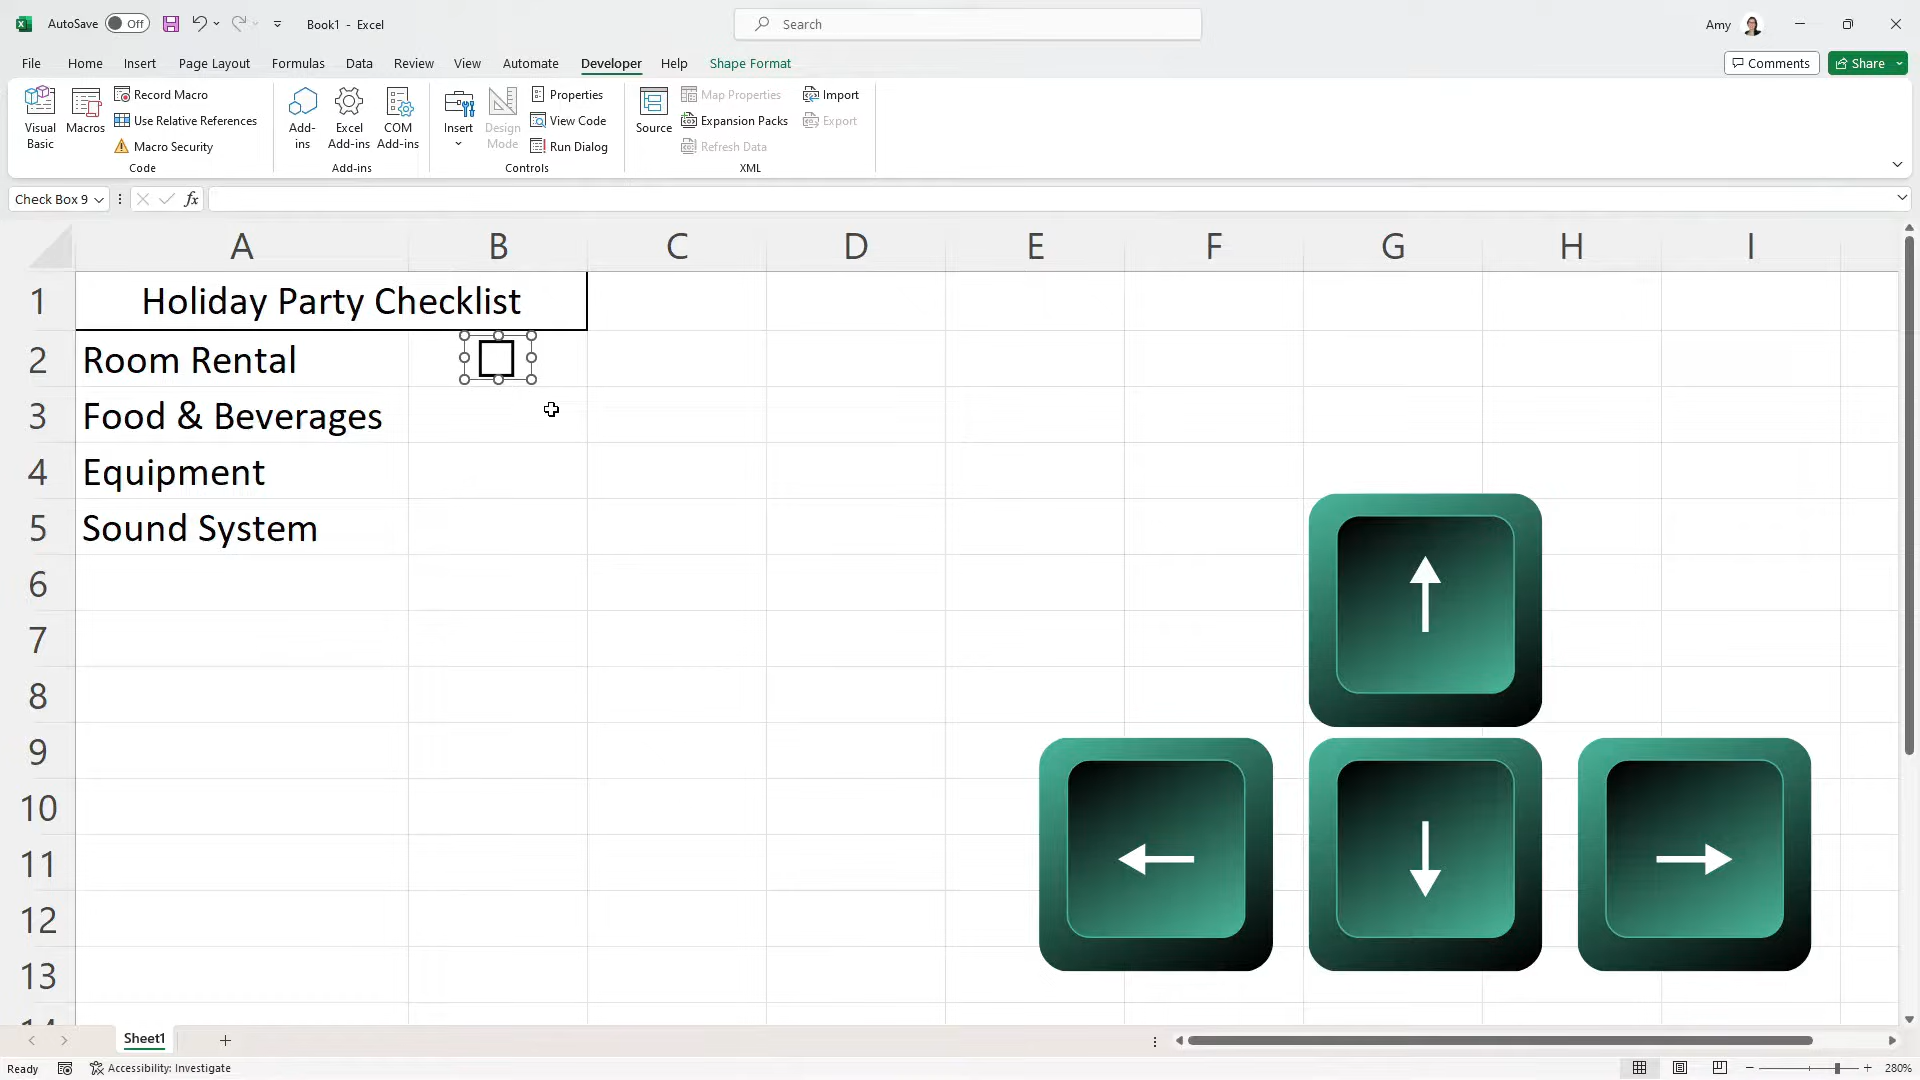 AutoSave Off Book1 - Excel Search Amy
File Home Insert Page Layout Formulas Data Review View Automate Developer Help Shape Format Comments Share
Visual Basic
Macros
Record Macro
Use Relative References
Macro Security
Code
Add-ins
Excel Add-ins
COM Add-ins
Add-ins
Insert
Design Mode
Properties
View Code
Run Dialog
Controls
Source
Map Properties
Expansion Packs
Refresh Data
Import
Export
XML
Check Box 9 fx
A B C D E F G H I
1 Holiday Party Checklist
2 Room Rental
3 Food & Beverages
4 Equipment
5 Sound System
6
7
8
9
10
11
12
13
14
Sheet1
Ready Accessibility: Investigate 280%